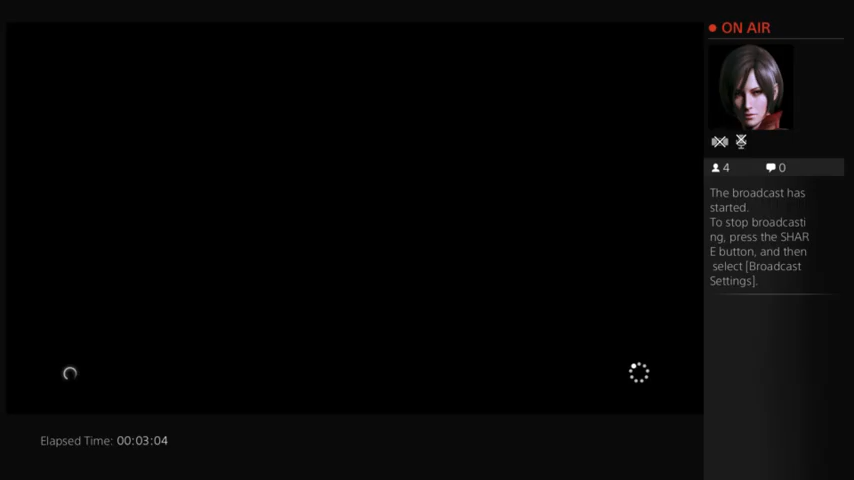 ON AIR
4 0
The broadcast has
started.
To stop broadcasti
ng, press the SHAR
E button, and then
select [Broadcast
Settings].
Elapsed Time: 00:03:04